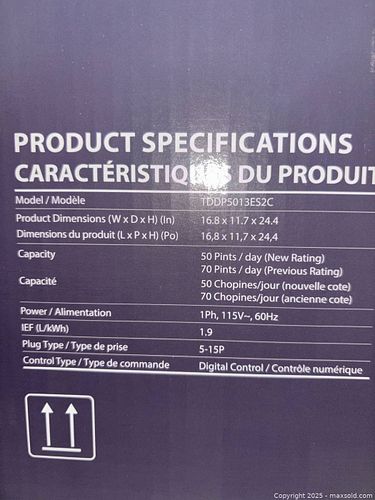 PRODUCT SPECIFICATIONS
CARACTÉRISTIQUES DU PRODUIT
Model / Modèle TDDP5013ES2C
Product Dimensions (W x D x H) (In) 16.8 x 11.7 x 24.4
Dimensions du produit (L x P x H) (Po) 16,8 x 11,7 x 24,4
Capacity 50 Pints / day (New Rating)
70 Pints / day (Previous Rating)
Capacité 50 Chopines/jour (nouvelle cote)
70 Chopines/jour (ancienne cote)
Power / Alimentation 1Ph, 115V~, 60Hz
IEF (L/kWh) 1.9
Plug Type / Type de prise 5-15P
Control Type / Type de commande Digital Control / Contrôle numérique
Copyright 2025 - maxsold.com